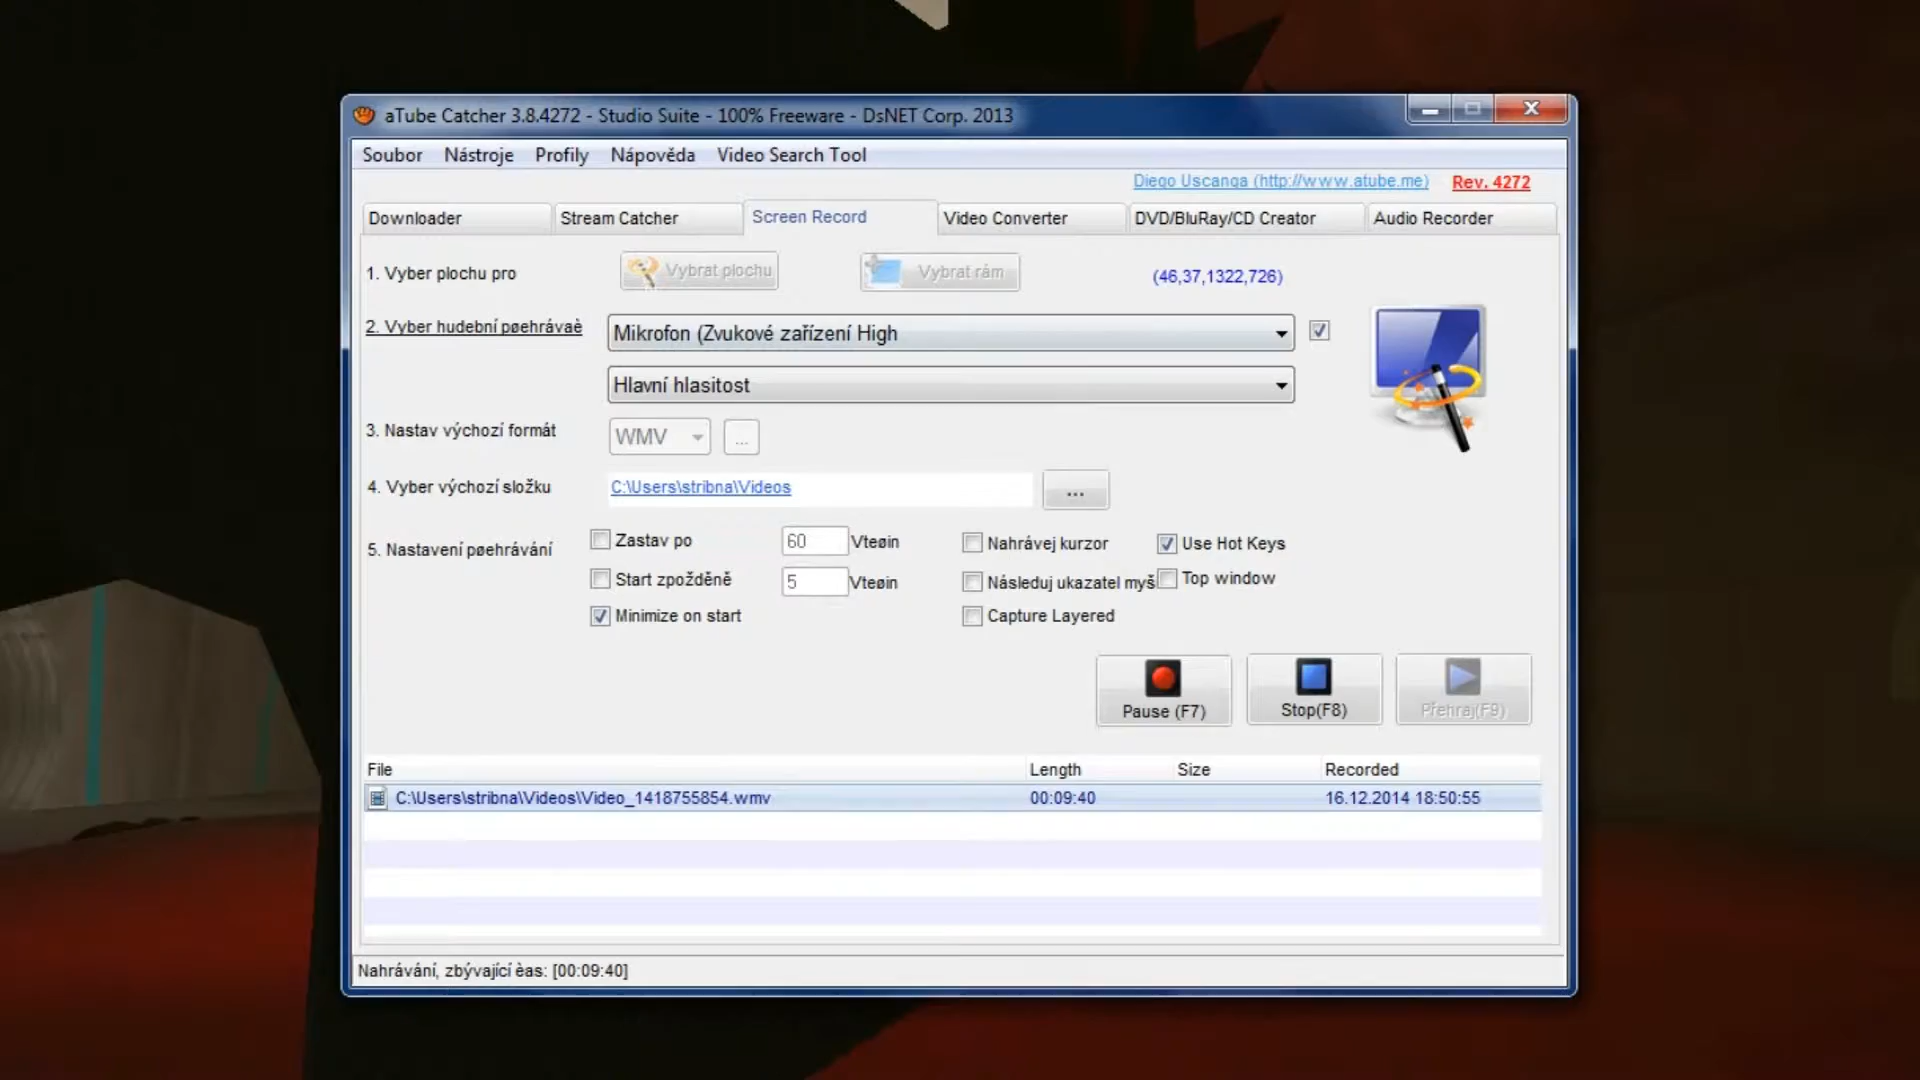 aTube Catcher 3.8.4272 - Studio Suite - 100% Freeware - DsNET Corp. 2013
Soubor Nástroje Profily Nápověda Video Search Tool
Diego Uscanga (http://www.atube.me) Rev. 4272
Downloader Stream Catcher Screen Record Video Converter DVD/BluRay/CD Creator Audio Recorder
1. Vyber plochu pro Vybrat plochu Vybrat rám (46,37,1322,726)
2. Vyber hudební pøehrávaè Mikrofon (Zvukové zařízení High
Hlavní hlasitost
3. Nastav výchozí formát WMV ...
4. Vyber výchozí složku C:\Users\stribna\Videos ...
5. Nastavení pøehrávání Zastav po 60 Vteøin Nahrávej kurzor Use Hot Keys
Start zpožděně 5 Vteøin Následuj ukazatel myš Top window
Minimize on start Capture Layered
Pause (F7) Stop(F8) Přehraj(F9)
File Length Size Recorded
C:\Users\stribna\Videos\Video_1418755854.wmv 00:09:40 16.12.2014 18:50:55
Nahrávání, zbývající èas: [00:09:40]